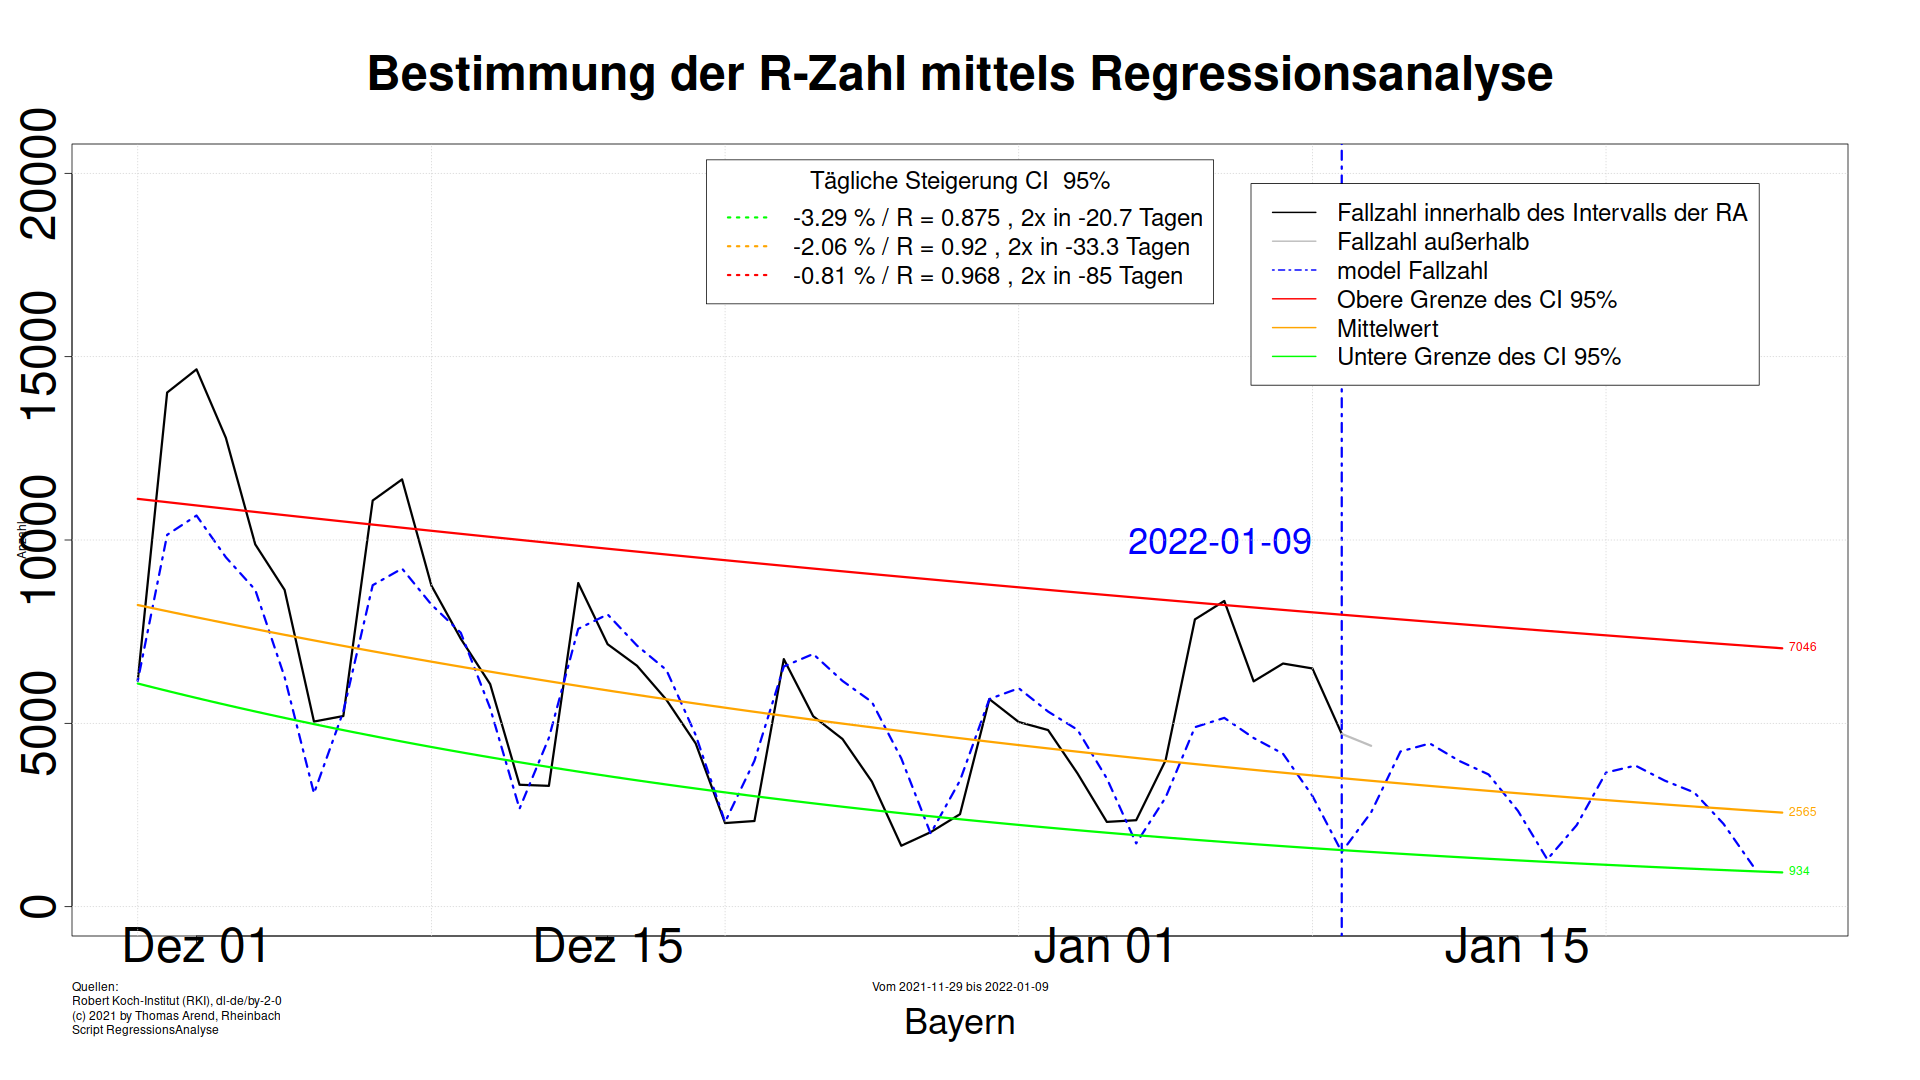 Bestimmung der R-Zahl mittels Regressionsanalyse
Tägliche Steigerung CI  95%
-3.29 % / R = 0.875 , 2x in -20.7 Tagen
-2.06 % / R = 0.92 , 2x in -33.3 Tagen
-0.81 % / R = 0.968 , 2x in -85 Tagen
Fallzahl innerhalb des Intervalls der RA
Fallzahl außerhalb
model Fallzahl
Obere Grenze des CI 95%
Mittelwert
Untere Grenze des CI 95%
20000
15000
10000
5000
0
Anzahl
2022-01-09
7046
2565
934
Dez 01
Dez 15
Jan 01
Jan 15
Quellen:
Robert Koch-Institut (RKI), dl-de/by-2-0
(c) 2021 by Thomas Arend, Rheinbach
Script RegressionsAnalyse
Vom 2021-11-29 bis 2022-01-09
Bayern